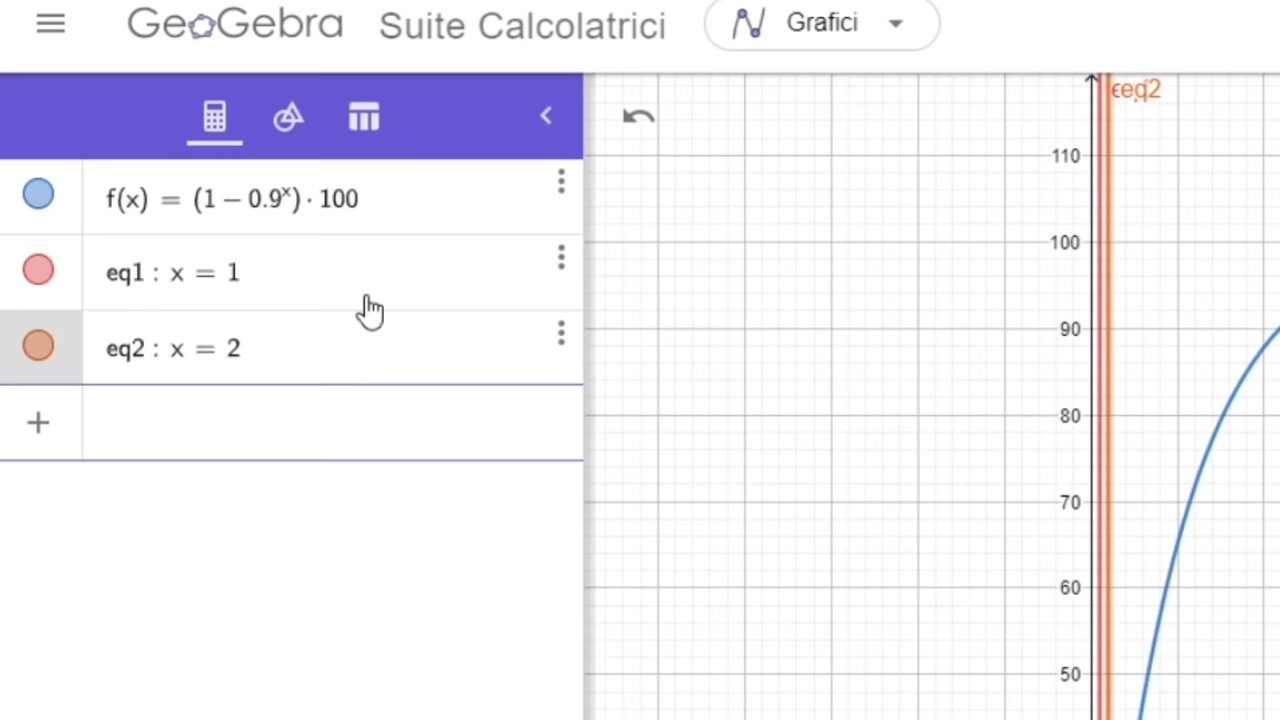 GeoGebra Suite Calcolatrici Grafici
f(x) = (1 − 0.9ˣ) · 100
eq1 : x = 1
eq2 : x = 2
+
eq2
110
100
90
80
70
60
50